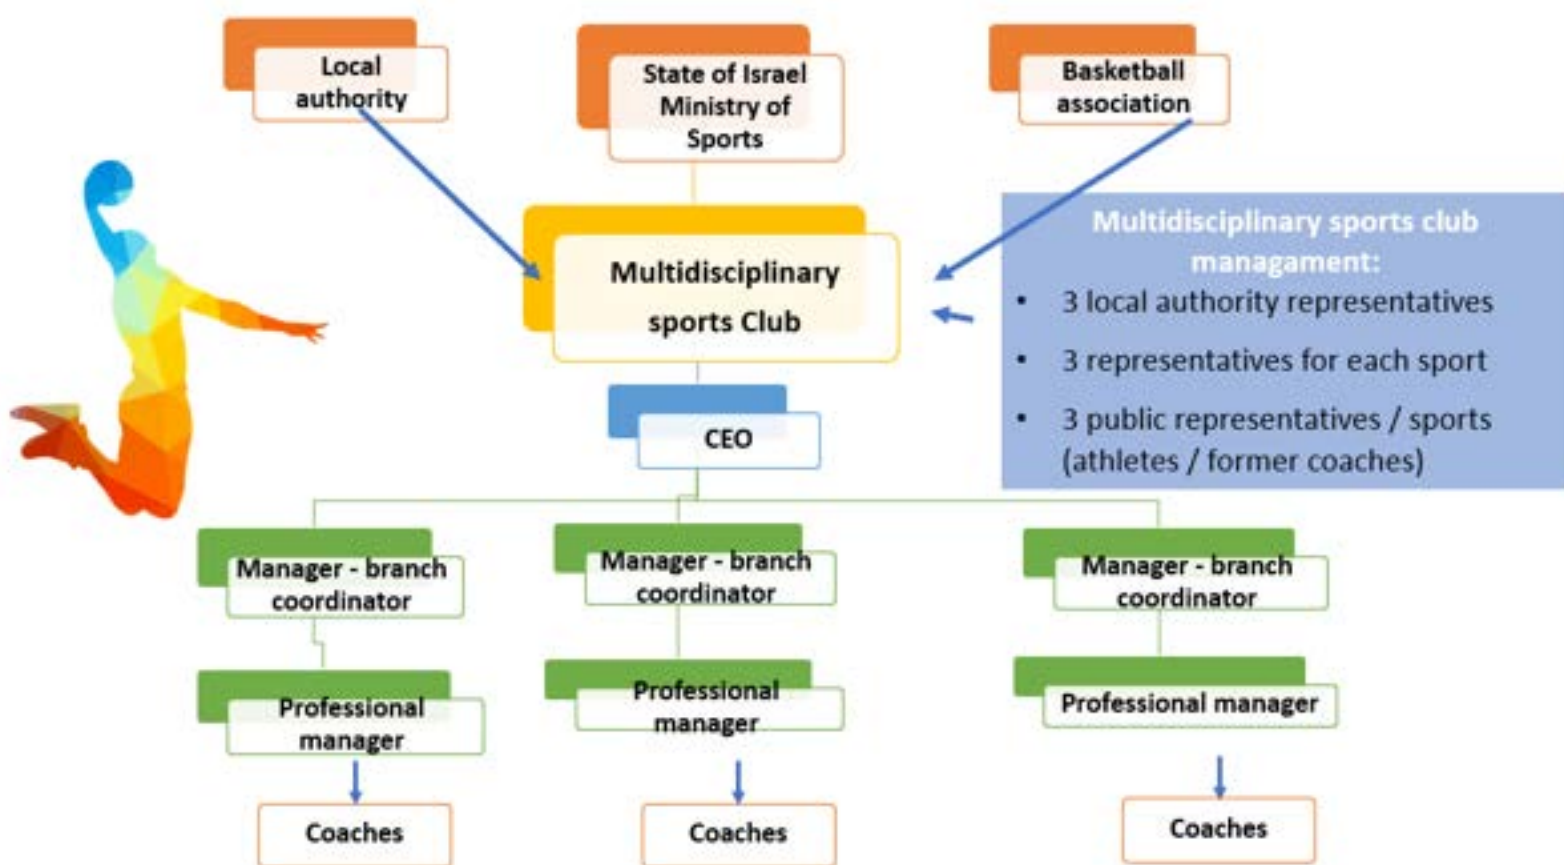 Local
authority
State of Israel
Ministry of
Sports
Basketball
association
Multidisciplinary
sports Club
Multidisciplinary sports club
managament:
• 3 local authority representatives
• 3 representatives for each sport
• 3 public representatives / sports
(athletes / former coaches)
CEO
Manager - branch
coordinator
Manager - branch
coordinator
Manager - branch
coordinator
Professional
manager
Professional
manager
Professional manager
Coaches
Coaches
Coaches